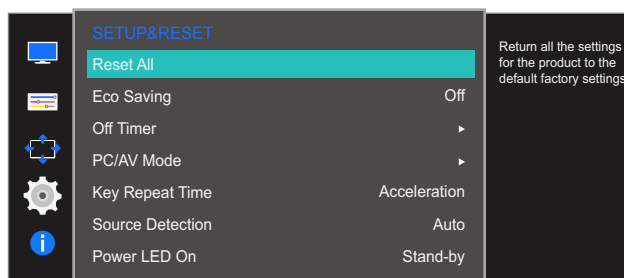 SETUP&RESET
Reset All
Eco Saving Off
Off Timer ▸
PC/AV Mode ▸
Key Repeat Time Acceleration
Source Detection Auto
Power LED On Stand-by
Return all the settings
for the product to the
default factory settings